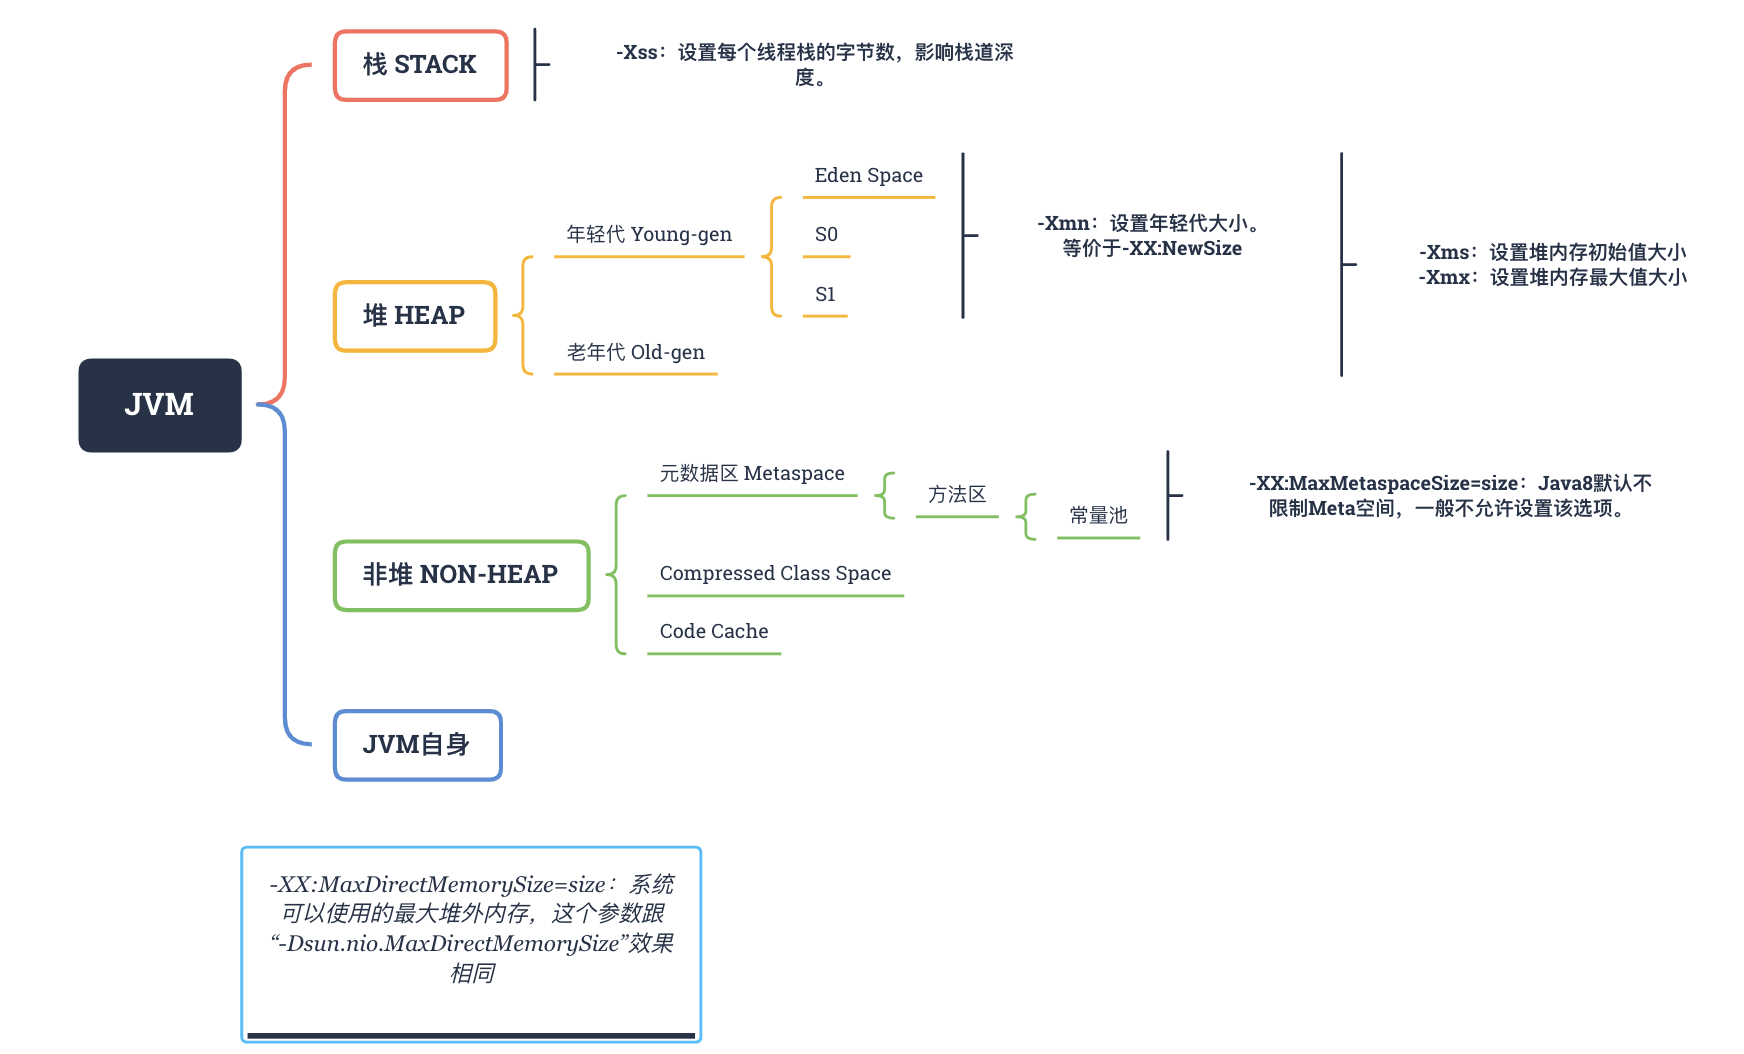 栈 STACK
-Xss：设置每个线程栈的字节数，影响栈道深
度。
Eden Space
年轻代 Young-gen
S0
S1
-Xmn：设置年轻代大小。
等价于-XX:NewSize
-Xms：设置堆内存初始值大小
-Xmx：设置堆内存最大值大小
堆 HEAP
老年代 Old-gen
JVM
元数据区 Metaspace
方法区
常量池
-XX:MaxMetaspaceSize=size：Java8默认不
限制Meta空间，一般不允许设置该选项。
非堆 NON-HEAP
Compressed Class Space
Code Cache
JVM自身
-XX:MaxDirectMemorySize=size：系统
可以使用的最大堆外内存，这个参数跟
“-Dsun.nio.MaxDirectMemorySize”效果
相同